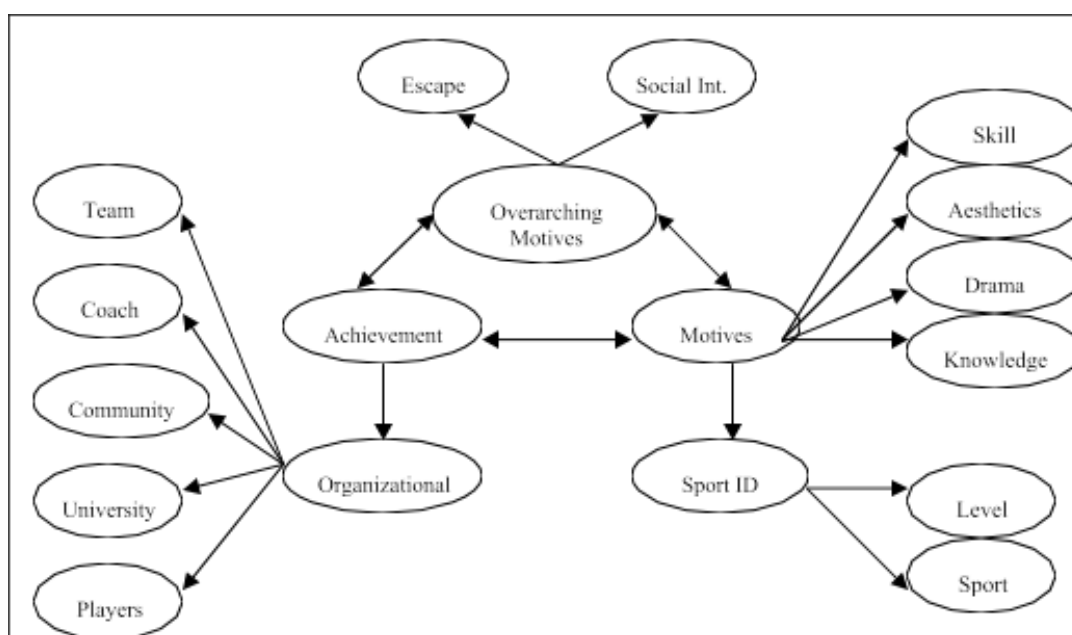 Escape
Social Int.
Skill
Team
Overarching
Motives
Aesthetics
Drama
Coach
Achievement
Motives
Knowledge
Community
Organizational
Sport ID
University
Level
Players
Sport